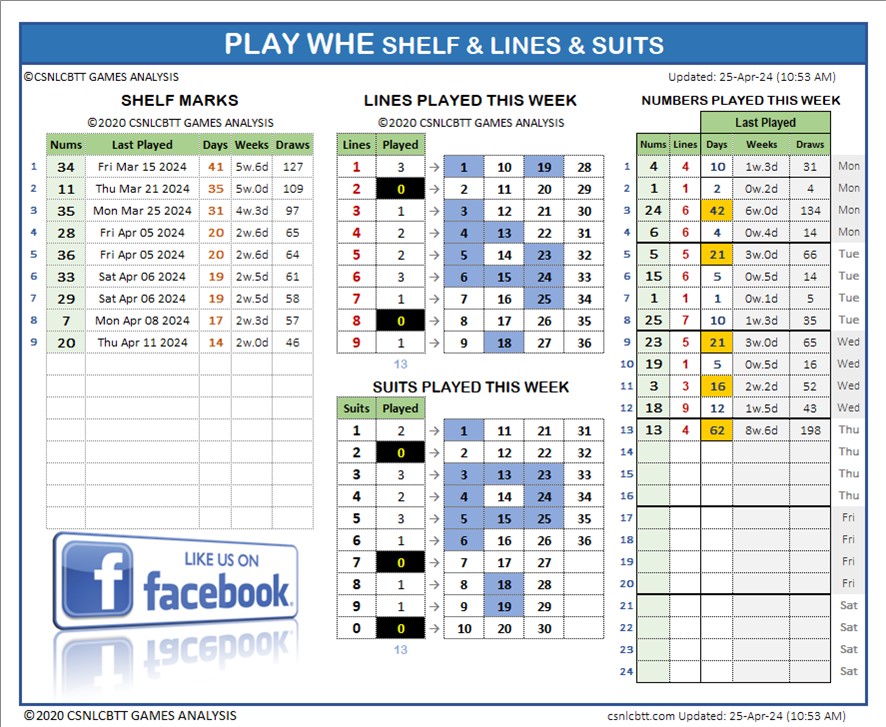 PLAY WHE SHELF & LINES & SUITS
©CSNLCBTT GAMES ANALYSIS
Updated: 25-Apr-24 (10:53 AM)
SHELF MARKS
©2020 CSNLCBTT GAMES ANALYSIS
Nums Last Played Days Weeks Draws
1 34 Fri Mar 15 2024 41 5w.6d 127
2 11 Thu Mar 21 2024 35 5w.0d 109
3 35 Mon Mar 25 2024 31 4w.3d 97
4 28 Fri Apr 05 2024 20 2w.6d 65
5 36 Fri Apr 05 2024 20 2w.6d 64
6 33 Sat Apr 06 2024 19 2w.5d 61
7 29 Sat Apr 06 2024 19 2w.5d 58
8 7 Mon Apr 08 2024 17 2w.3d 57
9 20 Thu Apr 11 2024 14 2w.0d 46
LIKE US ON
facebook
LINES PLAYED THIS WEEK
©2020 CSNLCBTT GAMES ANALYSIS
Lines Played
1 3 → 1 10 19 28
2 0 → 2 11 20 29
3 1 → 3 12 21 30
4 2 → 4 13 22 31
5 2 → 5 14 23 32
6 3 → 6 15 24 33
7 1 → 7 16 25 34
8 0 → 8 17 26 35
9 1 → 9 18 27 36
13
SUITS PLAYED THIS WEEK
Suits Played
1 2 → 1 11 21 31
2 0 → 2 12 22 32
3 3 → 3 13 23 33
4 2 → 4 14 24 34
5 3 → 5 15 25 35
6 1 → 6 16 26 36
7 0 → 7 17 27
8 1 → 8 18 28
9 1 → 9 19 29
0 0 → 10 20 30
13
NUMBERS PLAYED THIS WEEK
Last Played
Nums Lines Days Weeks Draws
1 4 4 10 1w.3d 31 Mon
2 1 1 2 0w.2d 4 Mon
3 24 6 42 6w.0d 134 Mon
4 6 6 4 0w.4d 14 Mon
5 5 5 21 3w.0d 66 Tue
6 15 6 5 0w.5d 14 Tue
7 1 1 1 0w.1d 5 Tue
8 25 7 10 1w.3d 35 Tue
9 23 5 21 3w.0d 65 Wed
10 19 1 5 0w.5d 16 Wed
11 3 3 16 2w.2d 52 Wed
12 18 9 12 1w.5d 43 Wed
13 13 4 62 8w.6d 198 Thu
14 Thu
15 Thu
16 Thu
17 Fri
18 Fri
19 Fri
20 Fri
21 Sat
22 Sat
23 Sat
24 Sat
©2020 CSNLCBTT GAMES ANALYSIS
csnlcbtt.com Updated: 25-Apr-24 (10:53 AM)